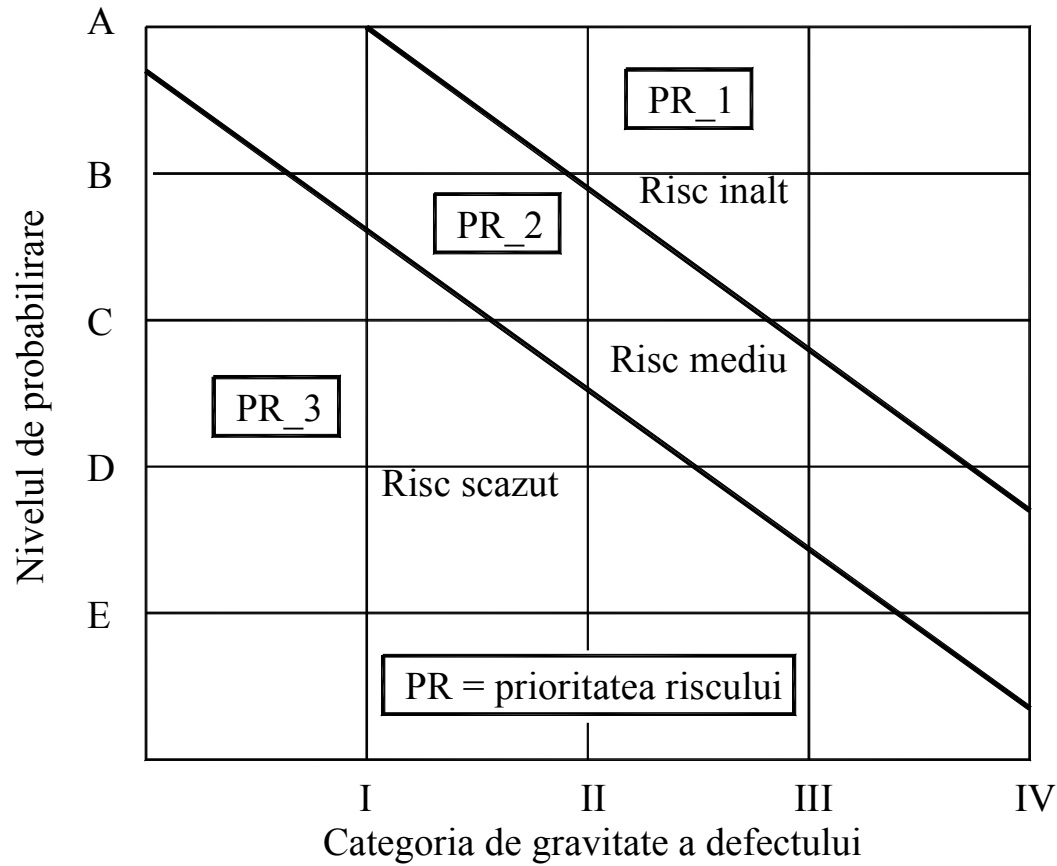 A
PR_1
B
Risc inalt
PR_2
C
Risc mediu
PR_3
D
Risc scazut
E
PR = prioritatea riscului
Nivelul de probabilirare
I II III IV
Categoria de gravitate a defectului